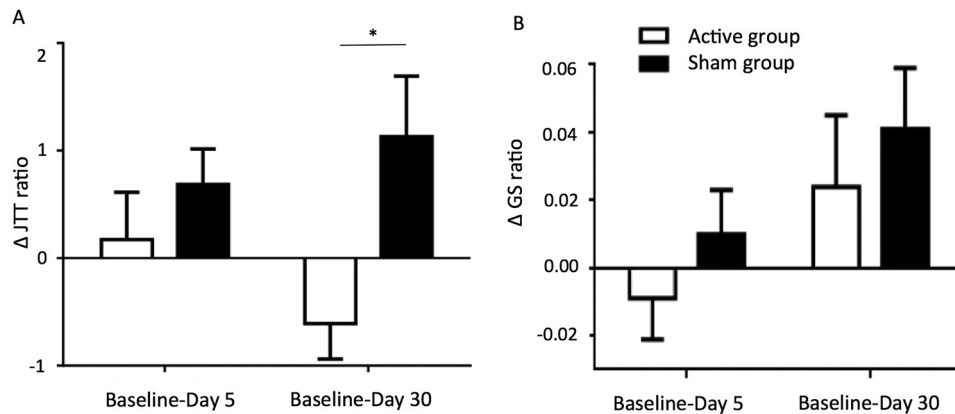 A
Δ JTT ratio
2
1
0
-1
*
Baseline-Day 5
Baseline-Day 30
B
Active group
Sham group
Δ GS ratio
0.06
0.04
0.02
0.00
-0.02
Baseline-Day 5
Baseline-Day 30